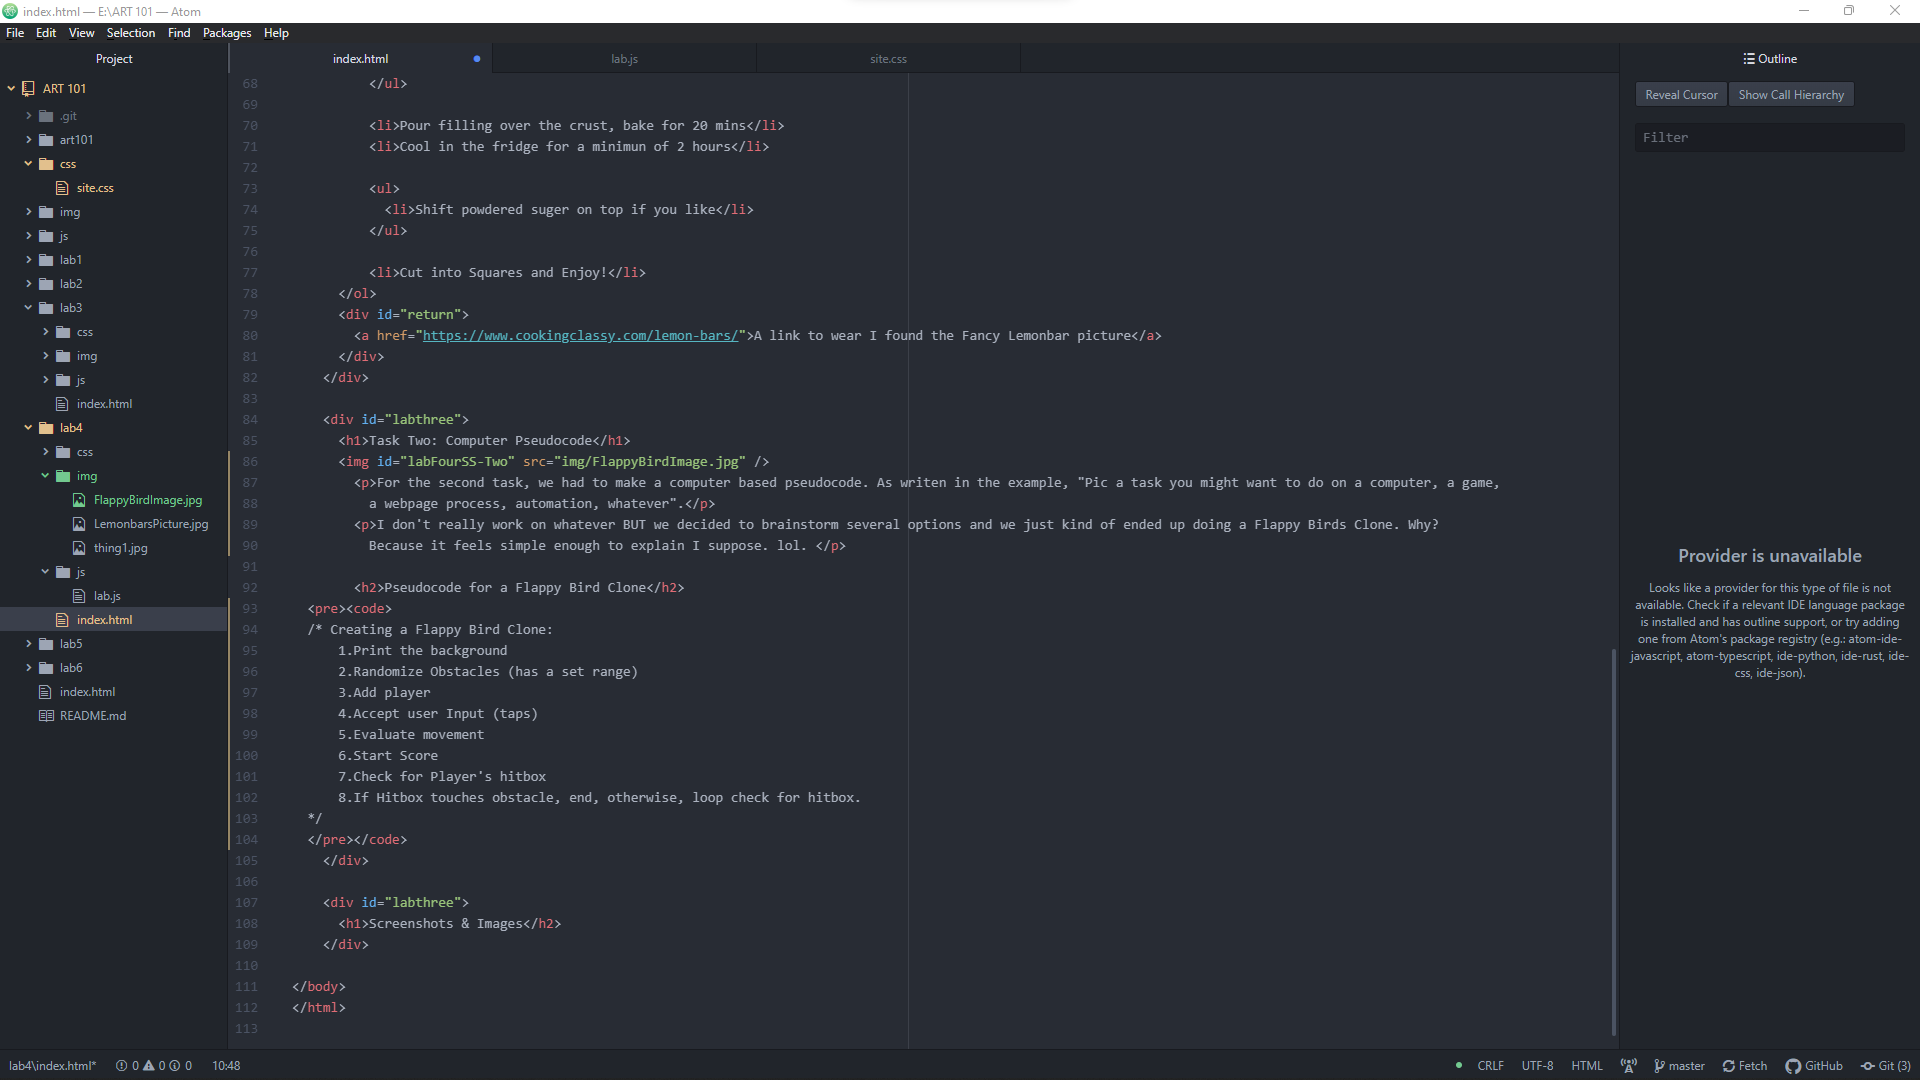 index.html — E:\ART 101 — Atom
File Edit View Selection Find Packages Help
Project
ART 101
.git
art101
css
site.css
img
js
lab1
lab2
lab3
css
img
js
index.html
lab4
css
img
FlappyBirdImage.jpg
LemonbarsPicture.jpg
thing1.jpg
js
lab.js
index.html
lab5
lab6
index.html
README.md
index.html lab.js site.css
68 </ul>
69
70 <li>Pour filling over the crust, bake for 20 mins</li>
71 <li>Cool in the fridge for a minimun of 2 hours</li>
72
73 <ul>
74 <li>Shift powdered suger on top if you like</li>
75 </ul>
76
77 <li>Cut into Squares and Enjoy!</li>
78 </ol>
79 <div id="return">
80 <a href="https://www.cookingclassy.com/lemon-bars/">A link to wear I found the Fancy Lemonbar picture</a>
81 </div>
82 </div>
83
84 <div id="labthree">
85 <h1>Task Two: Computer Pseudocode</h1>
86 <img id="labFourSS-Two" src="img/FlappyBirdImage.jpg" />
87 <p>For the second task, we had to make a computer based pseudocode. As writen in the example, "Pic a task you might want to do on a computer, a game,
88 a webpage process, automation, whatever".</p>
89 <p>I don't really work on whatever BUT we decided to brainstorm several options and we just kind of ended up doing a Flappy Birds Clone. Why?
90 Because it feels simple enough to explain I suppose. lol. </p>
91
92 <h2>Pseudocode for a Flappy Bird Clone</h2>
93 <pre><code>
94 /* Creating a Flappy Bird Clone:
95 1.Print the background
96 2.Randomize Obstacles (has a set range)
97 3.Add player
98 4.Accept user Input (taps)
99 5.Evaluate movement
100 6.Start Score
101 7.Check for Player's hitbox
102 8.If Hitbox touches obstacle, end, otherwise, loop check for hitbox.
103 */
104 </pre></code>
105 </div>
106
107 <div id="labthree">
108 <h1>Screenshots & Images</h2>
109 </div>
110
111 </body>
112 </html>
113
Outline
Reveal Cursor Show Call Hierarchy
Filter
Provider is unavailable
Looks like a provider for this type of file is not
available. Check if a relevant IDE language package
is installed and has outline support, or try adding
one from Atom's package registry (e.g.: atom-ide-
javascript, atom-typescript, ide-python, ide-rust, ide-
css, ide-json).
lab4\index.html* 0 0 0 10:48 CRLF UTF-8 HTML master Fetch GitHub Git (3)